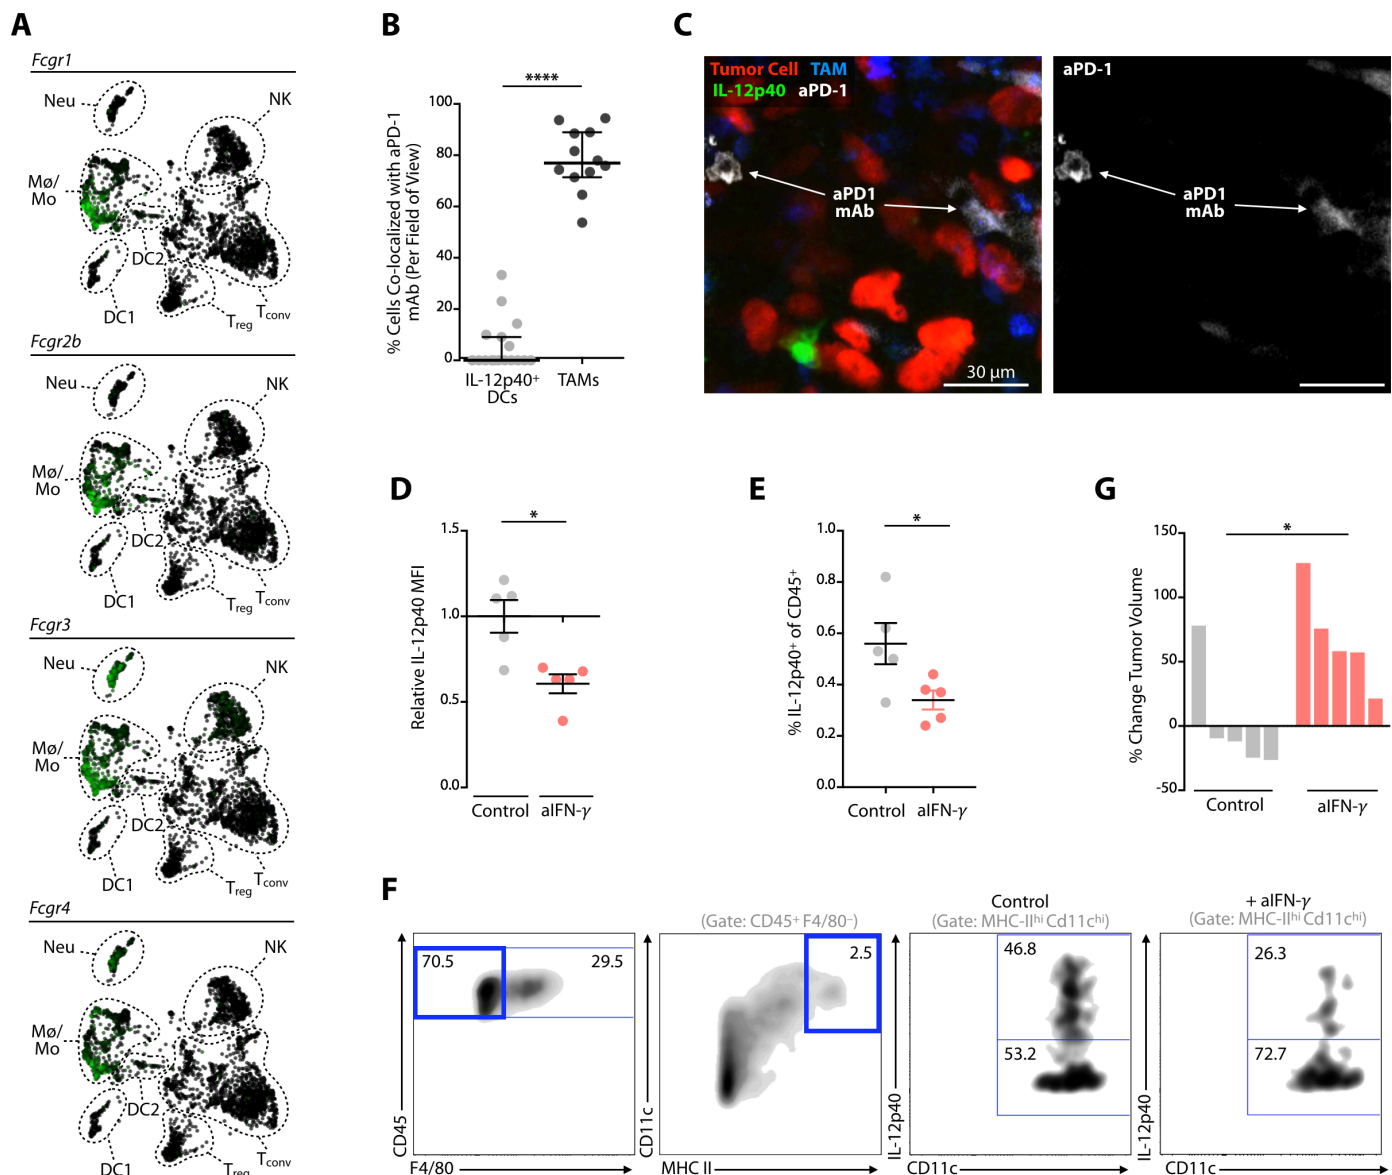 A
Fcgr1
Neu
NK
Mø/
Mo
DC2
DC1
Treg
Tconv
Fcgr2b
Neu
NK
Mø/
Mo
DC2
DC1
Treg
Tconv
Fcgr3
Neu
NK
Mø/
Mo
DC2
DC1
Treg
Tconv
Fcgr4
Neu
NK
Mø/
Mo
DC2
DC1
Treg
Tconv
B
% Cells Co-localized with aPD-1
mAb (Per Field of View)
****
100
80
60
40
20
0
IL-12p40⁺
DCs
TAMs
C
Tumor Cell TAM
IL-12p40 aPD-1
aPD1
mAb
30 µm
aPD-1
aPD1
mAb
D
Relative IL-12p40 MFI
*
1.5
1.0
0.5
0.0
Control
aIFN-γ
E
% IL-12p40⁺ of CD45⁺
*
1.0
0.8
0.6
0.4
0.2
0.0
Control
aIFN-γ
G
% Change Tumor Volume
*
150
100
50
0
-50
Control
aIFN-γ
F
70.5
29.5
CD45
F4/80
(Gate: CD45⁺ F4/80⁻)
2.5
CD11c
MHC II
Control
(Gate: MHC-IIʰⁱ Cd11cʰⁱ)
46.8
53.2
IL-12p40
CD11c
+ aIFN-γ
(Gate: MHC-IIʰⁱ Cd11cʰⁱ)
26.3
72.7
IL-12p40
CD11c